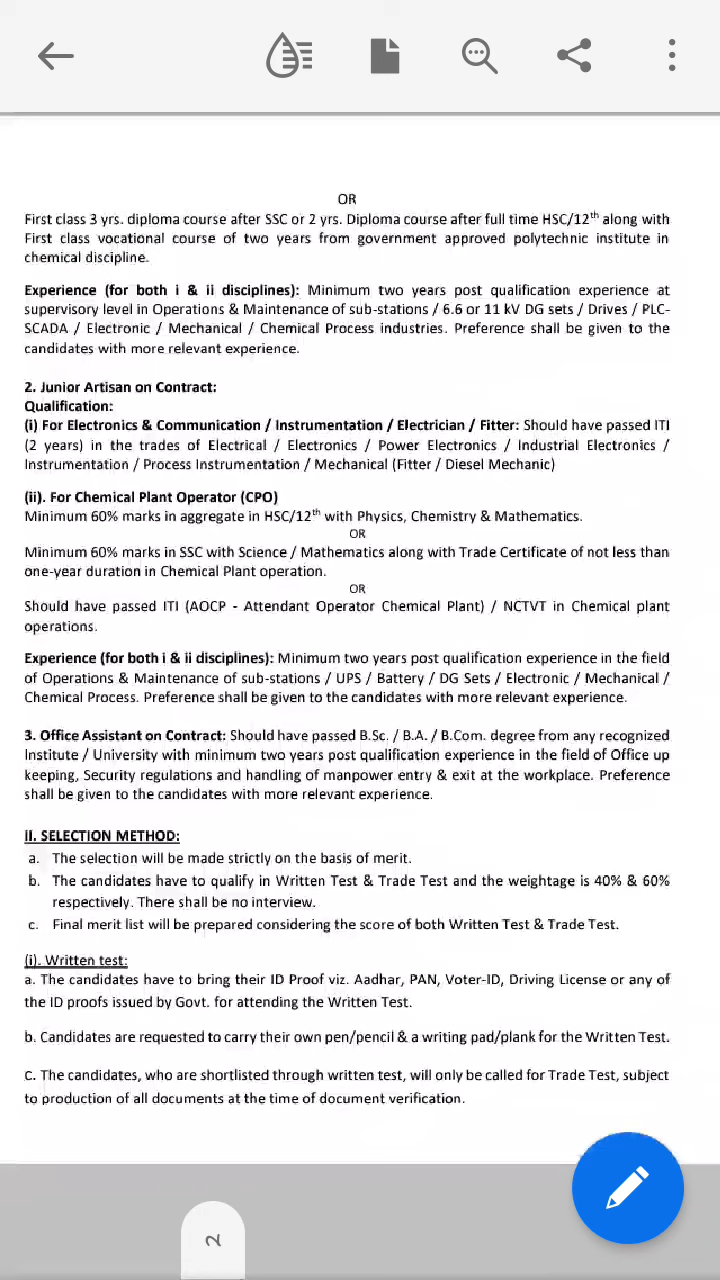 OR
First class 3 yrs. diploma course after SSC or 2 yrs. Diploma course after full time HSC/12th along with
First class vocational course of two years from government approved polytechnic institute in
chemical discipline.
Experience (for both i & ii disciplines): Minimum two years post qualification experience at
supervisory level in Operations & Maintenance of sub-stations / 6.6 or 11 kV DG sets / Drives / PLC-
SCADA / Electronic / Mechanical / Chemical Process industries. Preference shall be given to the
candidates with more relevant experience.
2. Junior Artisan on Contract:
Qualification:
(i) For Electronics & Communication / Instrumentation / Electrician / Fitter: Should have passed ITI
(2 years) in the trades of Electrical / Electronics / Power Electronics / Industrial Electronics /
Instrumentation / Process Instrumentation / Mechanical (Fitter / Diesel Mechanic)
(ii). For Chemical Plant Operator (CPO)
Minimum 60% marks in aggregate in HSC/12th with Physics, Chemistry & Mathematics.
OR
Minimum 60% marks in SSC with Science / Mathematics along with Trade Certificate of not less than
one-year duration in Chemical Plant operation.
OR
Should have passed ITI (AOCP - Attendant Operator Chemical Plant) / NCTVT in Chemical plant
operations.
Experience (for both i & ii disciplines): Minimum two years post qualification experience in the field
of Operations & Maintenance of sub-stations / UPS / Battery / DG Sets / Electronic / Mechanical /
Chemical Process. Preference shall be given to the candidates with more relevant experience.
3. Office Assistant on Contract: Should have passed B.Sc. / B.A. / B.Com. degree from any recognized
Institute / University with minimum two years post qualification experience in the field of Office up
keeping, Security regulations and handling of manpower entry & exit at the workplace. Preference
shall be given to the candidates with more relevant experience.
II. SELECTION METHOD:
a. The selection will be made strictly on the basis of merit.
b. The candidates have to qualify in Written Test & Trade Test and the weightage is 40% & 60%
respectively. There shall be no interview.
c. Final merit list will be prepared considering the score of both Written Test & Trade Test.
(i). Written test:
a. The candidates have to bring their ID Proof viz. Aadhar, PAN, Voter-ID, Driving License or any of
the ID proofs issued by Govt. for attending the Written Test.
b. Candidates are requested to carry their own pen/pencil & a writing pad/plank for the Written Test.
c. The candidates, who are shortlisted through written test, will only be called for Trade Test, subject
to production of all documents at the time of document verification.
2